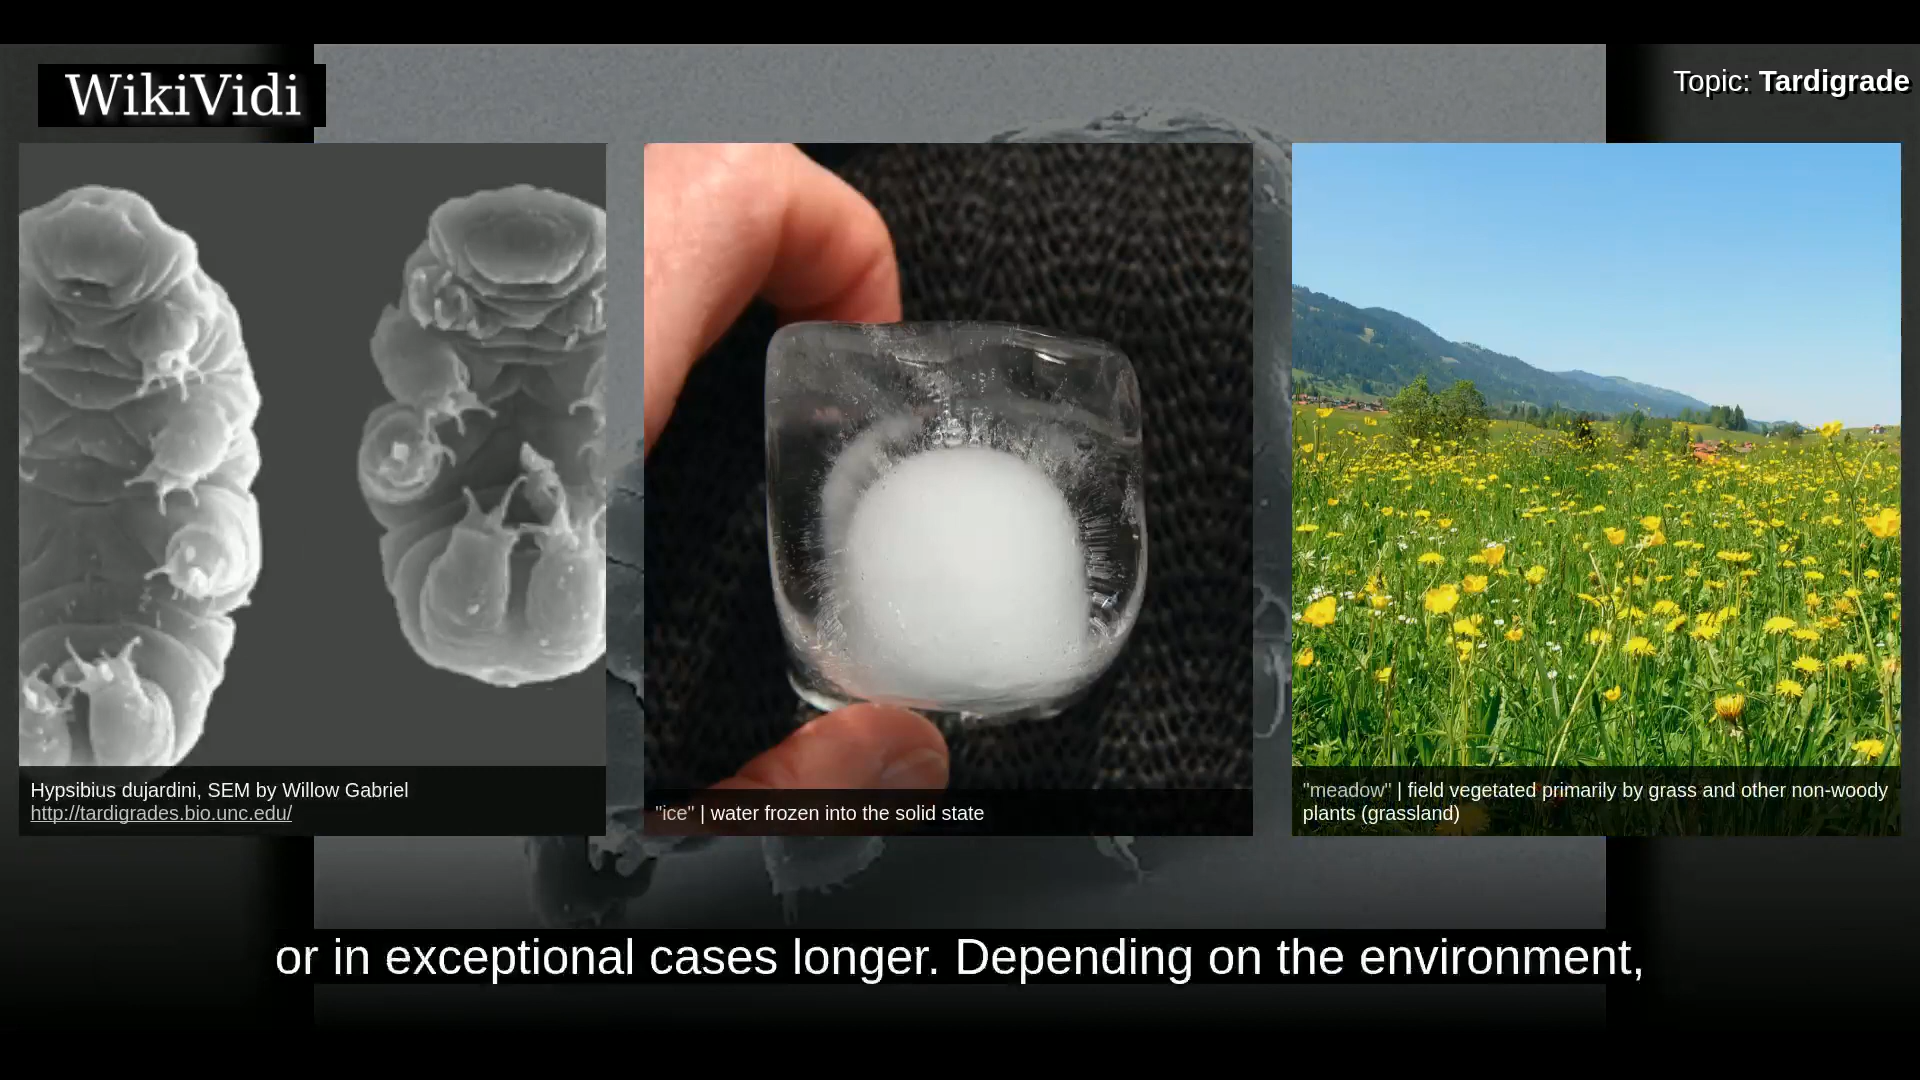 WikiVidi
Topic: Tardigrade
Hypsibius dujardini, SEM by Willow Gabriel
http://tardigrades.bio.unc.edu/
"ice" | water frozen into the solid state
"meadow" | field vegetated primarily by grass and other non-woody
plants (grassland)
or in exceptional cases longer. Depending on the environment,